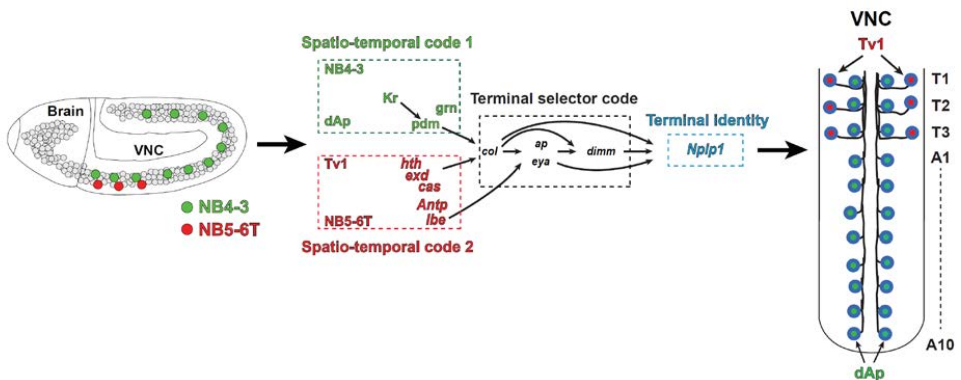 Brain
VNC
NB4-3
NB5-6T
Spatio-temporal code 1
NB4-3
Kr
grn
dAp
pdm
Tv1
hth
exd
cas
Antp
lbe
NB5-6T
Spatio-temporal code 2
Terminal selector code
col
ap
eya
dimm
Terminal Identity
Nplp1
VNC
Tv1
T1
T2
T3
A1
A10
dAp